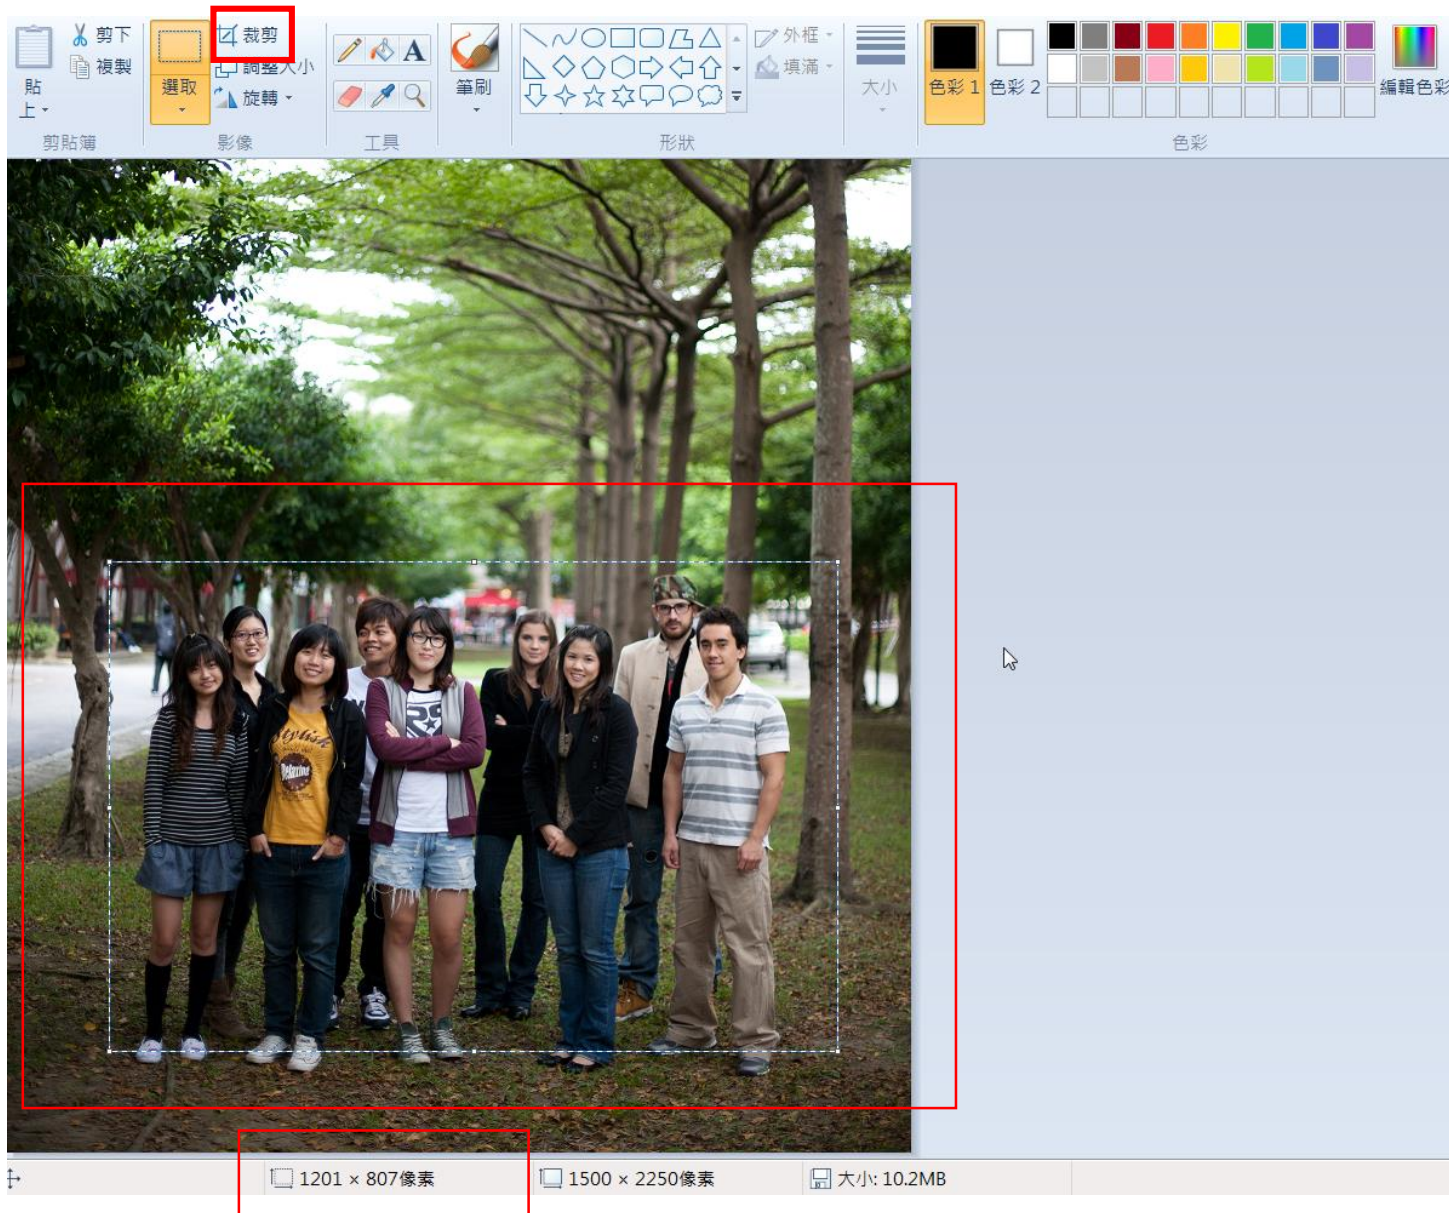 剪下
複製
貼上
剪貼簿
選取
裁剪
調整大小
旋轉
影像
A
工具
筆刷
外框
填滿
形狀
大小
色彩 1
色彩 2
編輯色彩
色彩
Stylish
Relaxing
1201 × 807像素
1500 × 2250像素
大小: 10.2MB